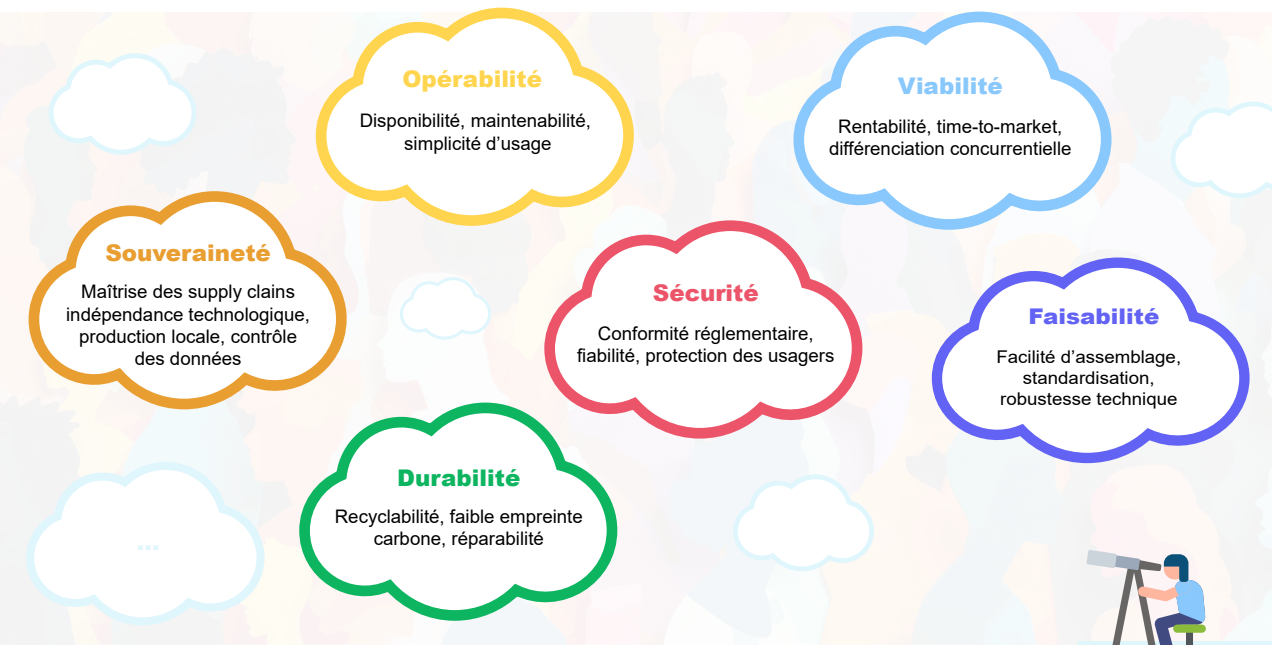 Opérabilité
Disponibilité, maintenabilité,
simplicité d'usage
Viabilité
Rentabilité, time-to-market,
différenciation concurrentielle
Souveraineté
Maîtrise des supply clains
indépendance technologique,
production locale, contrôle
des données
Sécurité
Conformité réglementaire,
fiabilité, protection des usagers
Faisabilité
Facilité d'assemblage,
standardisation,
robustesse technique
Durabilité
Recyclabilité, faible empreinte
carbone, réparabilité
...